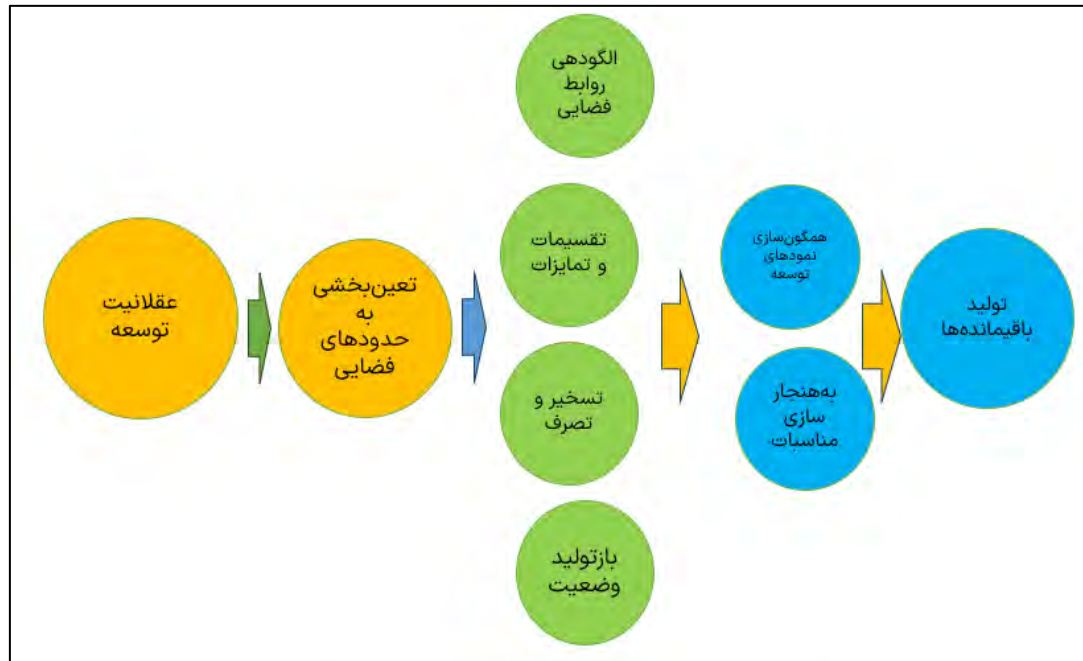 عقلانیت
توسعه
تعین‌بخشی
به
حدودهای
فضایی
الگودهی
روابط
فضایی
تقسیمات
و تمایزات
تسخیر و
تصرف
بازتولید
وضعیت
همگون‌سازی
نمودهای
توسعه
به‌هنجار
سازی
مناسبات
تولید
باقیمانده‌ها